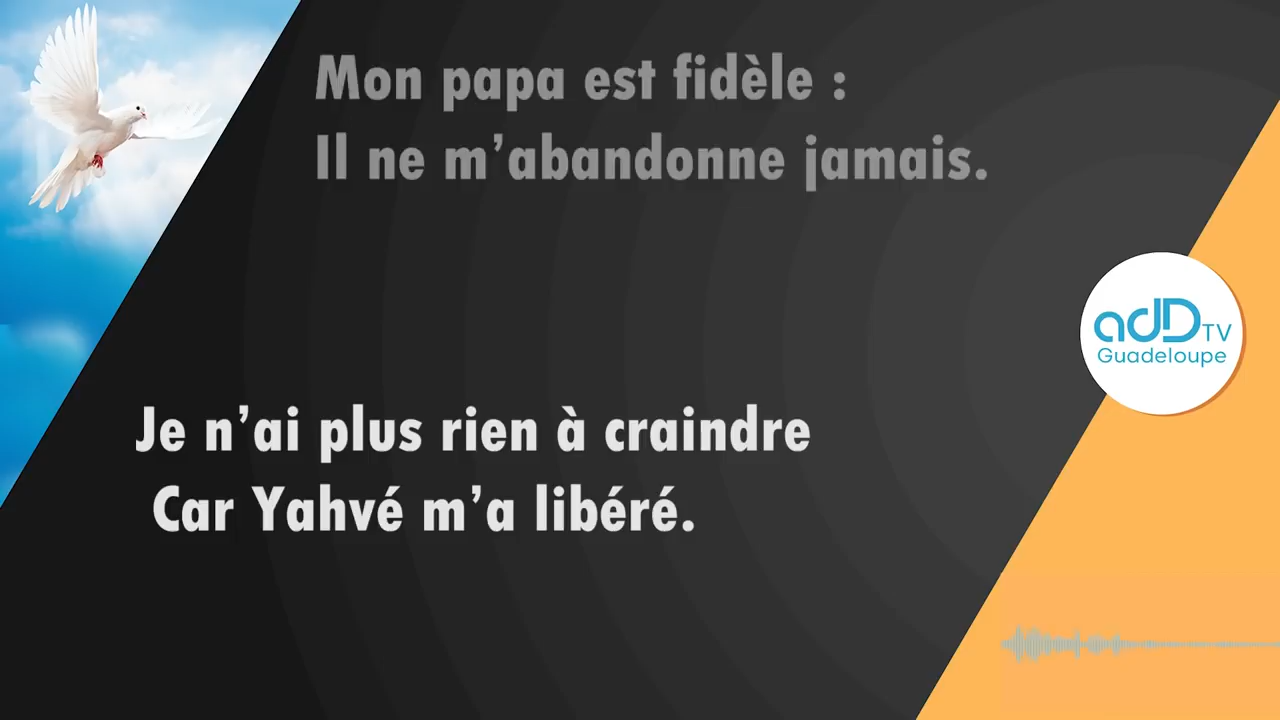 Mon papa est fidèle :
Il ne m’abandonne jamais.
adD TV
Guadeloupe
Je n’ai plus rien à craindre
Car Yahvé m’a libéré.